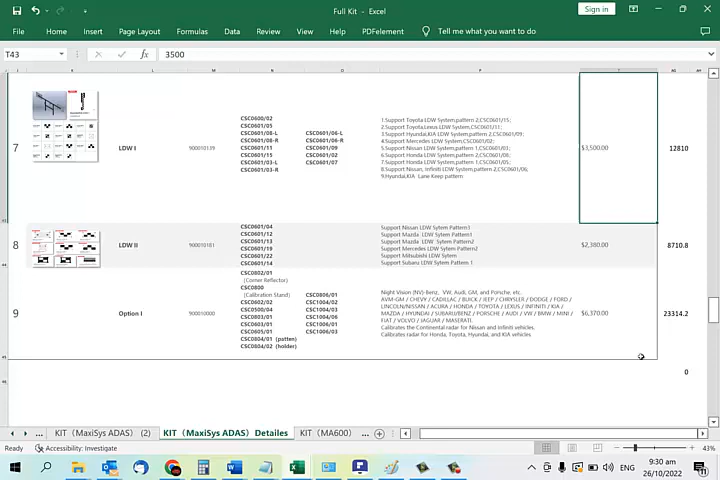 Full Kit - Excel
Sign in
File Home Insert Page Layout Formulas Data Review View Help PDFelement Tell me what you want to do
T43 fx 3500
7 LDW I 900010139 $3,500.00 12810
CSC0600/02
CSC0601/05
CSC0601/08-L CSC0601/06-L
CSC0601/08-R CSC0601/06-R
CSC0601/11 CSC0601/09
CSC0601/15 CSC0601/02
CSC0601/03-L CSC0601/07
CSC0601/03-R
1.Support Toyota LDW Sytem,pattern 2,CSC0601/15;
2.Support Toyota,Lexus LDW System,CSC0601/11;
3.Support Hyundai,KIA LDW System,pattern 2,CSC0601/09;
4.Support Mercedes LDW System,CSC0601/02;
5.Support Nissan LDW System,pattern 1,CSC0601/03;
6.Support Honda LDW System,pattern 2,CSC0601/08;
7.Support Honda LDW System,pattern 1,CSC0601/05;
8.Support Nissan, Infiniti LDW System,pattern 2,CSC0601/06;
9.Hyundai,KIA Lane Keep pattern
43
8 LDW II 900010181 $2,380.00 8710.8
CSC0601/04
CSC0601/12
CSC0601/13
CSC0601/19
CSC0601/22
CSC0601/14
Support Nissan LDW Sytem Pattern1
Support Mazda LDW Sytem Pattern1
Support Mazda LDW Sytem Pattern2
Support Mercedes LDW Sytem Pattern2
Support Mitsubishi LDW Sytem
Support Subaru LDW Sytem Pattern 1
44
9 Option I 900010000 $6,370.00 23314.2
CSC0802/01
(Corner Reflector)
CSC0800
(Calibration Stand) CSC0806/01
CSC0602/02 CSC1004/02
CSC0500/04 CSC1004/03
CSC0803/01 CSC1004/06
CSC0603/01 CSC1006/01
CSC0605/01 CSC1006/03
CSC0804/01 (patten)
CSC0804/02 (holder)
Night Vision (NV)-Benz, VW, Audi, GM, and Porsche, etc.
AVM-GM / CHEVY / CADILLAC / BUICK / JEEP / CHRYSLER / DODGE / FORD /
LINCOLN/NISSAN / ACURA / HONDA / TOYOTA / LEXUS / INFINITI / KIA /
MAZDA / HYUNDAI / SUBARU/BENZ / PORSCHE / AUDI / VW / BMW / MINI /
FIAT / VOLVO / JAGUAR / MASERATI.
Calibrates the Continental radar for Nissan and Infiniti vehicles.
Calibrates radar for Honda, Toyota, Hyundai, and KIA vehicles
45
46
0
... KIT（MaxiSys ADAS） (2) KIT（MaxiSys ADAS）Detailes KIT（MA600） ...
Ready Accessibility: Investigate 43%
ENG 9:30 am
26/10/2022